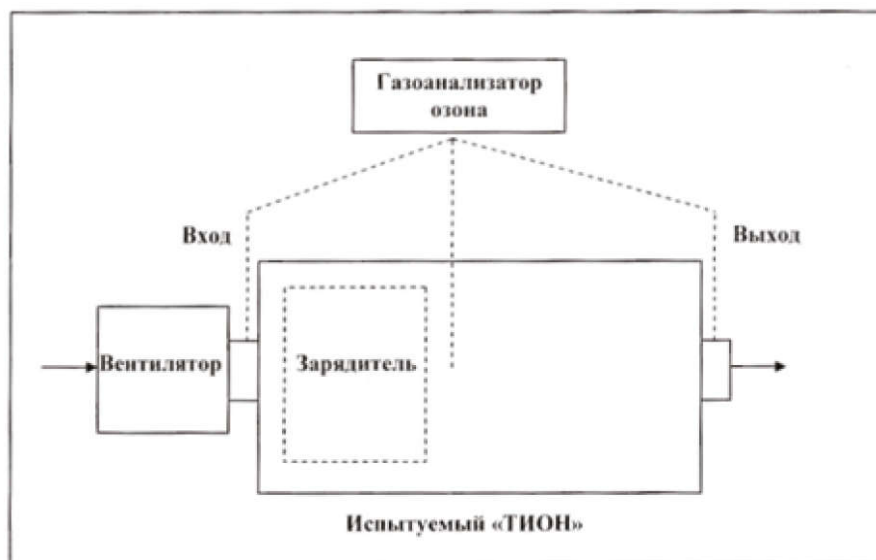 Газоанализатор
озона
Вход
Выход
Вентилятор
Зарядитель
Испытуемый «ТИОН»